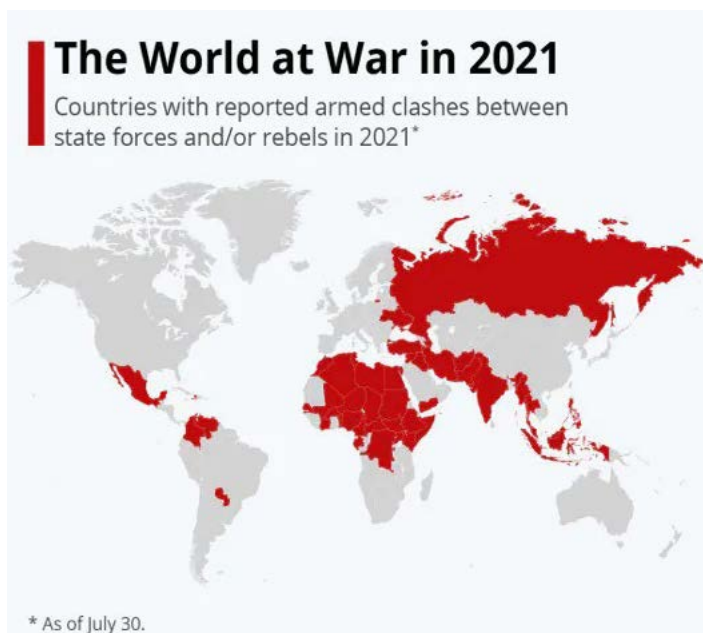 The World at War in 2021
Countries with reported armed clashes between
state forces and/or rebels in 2021*
* As of July 30.